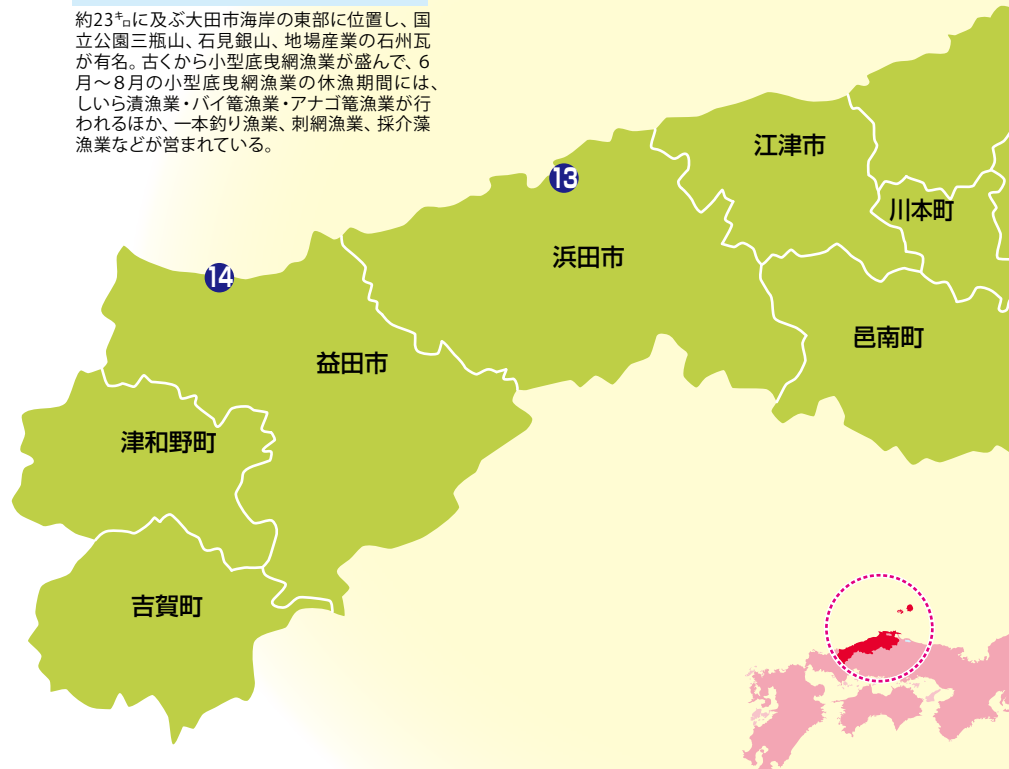 約23㌔に及ぶ大田市海岸の東部に位置し、国
立公園三瓶山、石見銀山、地場産業の石州瓦
が有名。古くから小型底曳網漁業が盛んで、6
月〜8月の小型底曳網漁業の休漁期間には、
しいら漬漁業・バイ篭漁業・アナゴ篭漁業が行
われるほか、一本釣り漁業、刺網漁業、採介藻
漁業などが営まれている。
江津市
13
川本町
浜田市
14
邑南町
益田市
津和野町
吉賀町